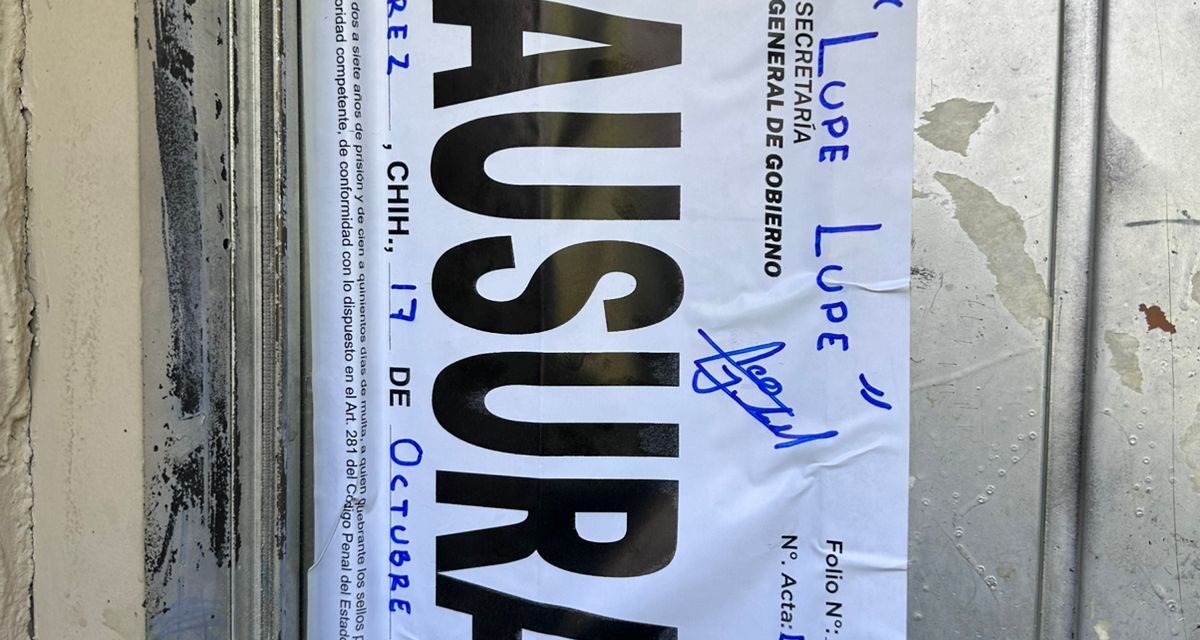 " LUPE LUPE "
SECRETARÍA
GENERAL DE GOBIERNO
Folio N°:
N°. Acta:
AUSURA
REZ , CHIH., 17 DE OCTUBRE
dos a siete años de prisión y de cien a quinientos días de multa, a quien quebrante los sellos
oridad competente, de conformidad con lo dispuesto en el Art. 281 del Código Penal del Estado